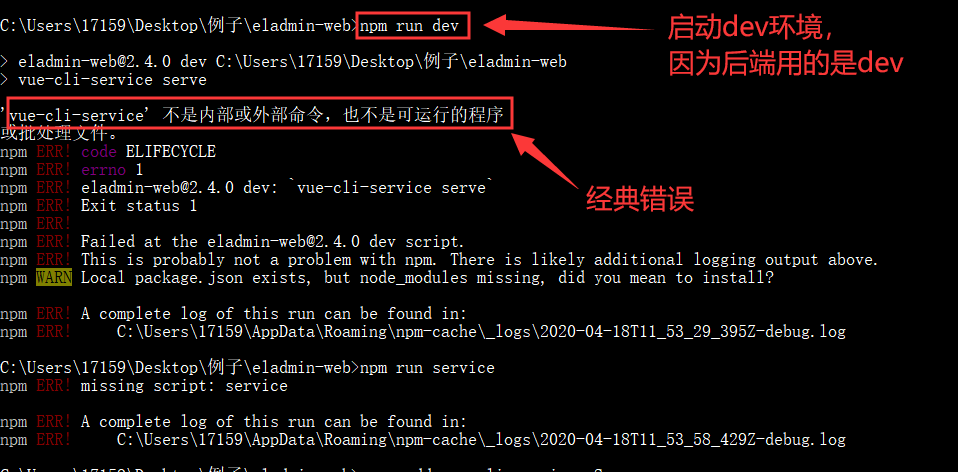 C:\Users\17159\Desktop\例子\eladmin-web>npm run dev
启动dev环境,
因为后端用的是dev
> eladmin-web@2.4.0 dev C:\Users\17159\Desktop\例子\eladmin-web
> vue-cli-service serve
'vue-cli-service' 不是内部或外部命令，也不是可运行的程序
或批处理文件。
npm ERR! code ELIFECYCLE
npm ERR! errno 1
npm ERR! eladmin-web@2.4.0 dev: `vue-cli-service serve`
npm ERR! Exit status 1
经典错误
npm ERR!
npm ERR! Failed at the eladmin-web@2.4.0 dev script.
npm ERR! This is probably not a problem with npm. There is likely additional logging output above.
npm WARN Local package.json exists, but node_modules missing, did you mean to install?
npm ERR! A complete log of this run can be found in:
npm ERR!     C:\Users\17159\AppData\Roaming\npm-cache\_logs\2020-04-18T11_53_29_395Z-debug.log
C:\Users\17159\Desktop\例子\eladmin-web>npm run service
npm ERR! missing script: service
npm ERR! A complete log of this run can be found in:
npm ERR!     C:\Users\17159\AppData\Roaming\npm-cache\_logs\2020-04-18T11_53_58_429Z-debug.log